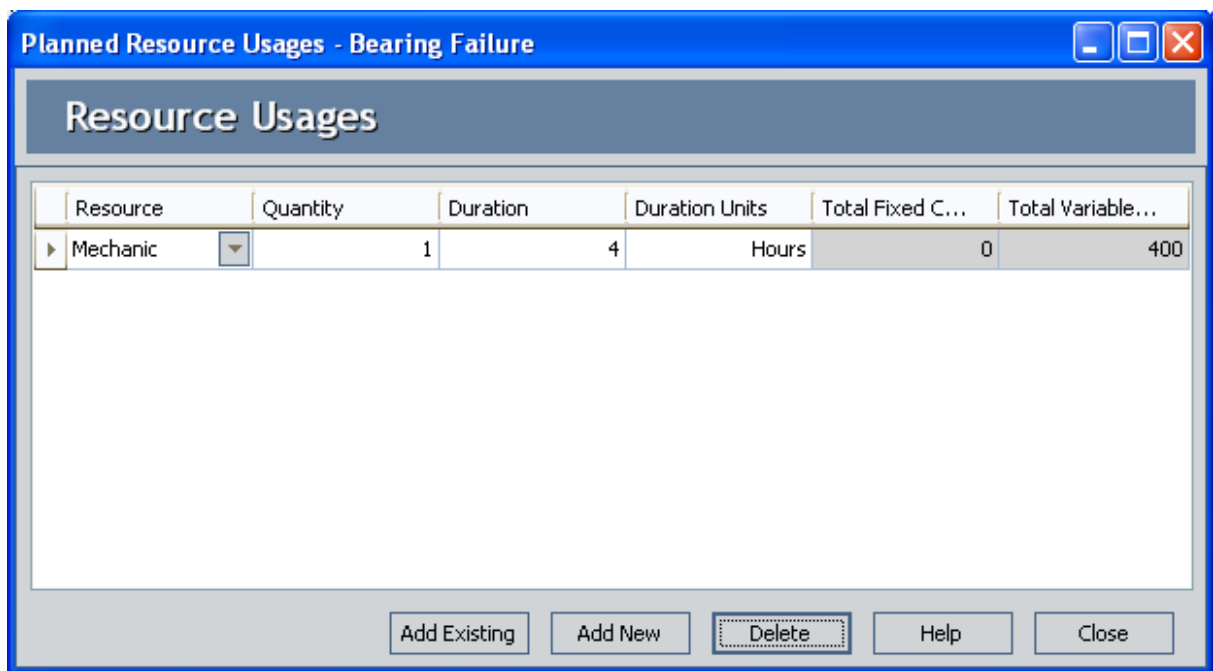 Planned Resource Usages - Bearing Failure
Resource Usages
Resource Quantity Duration Duration Units Total Fixed C... Total Variable...
Mechanic 1 4 Hours 0 400
Add Existing Add New Delete Help Close